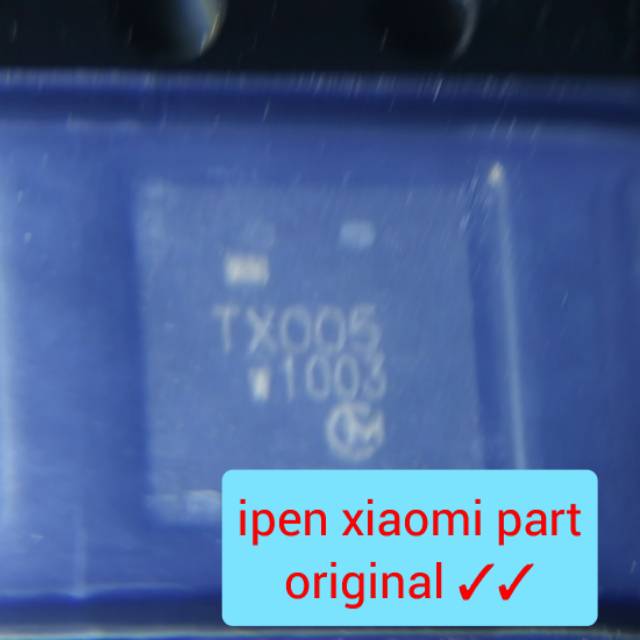 TX005
1003
ipen xiaomi part
original ✓✓